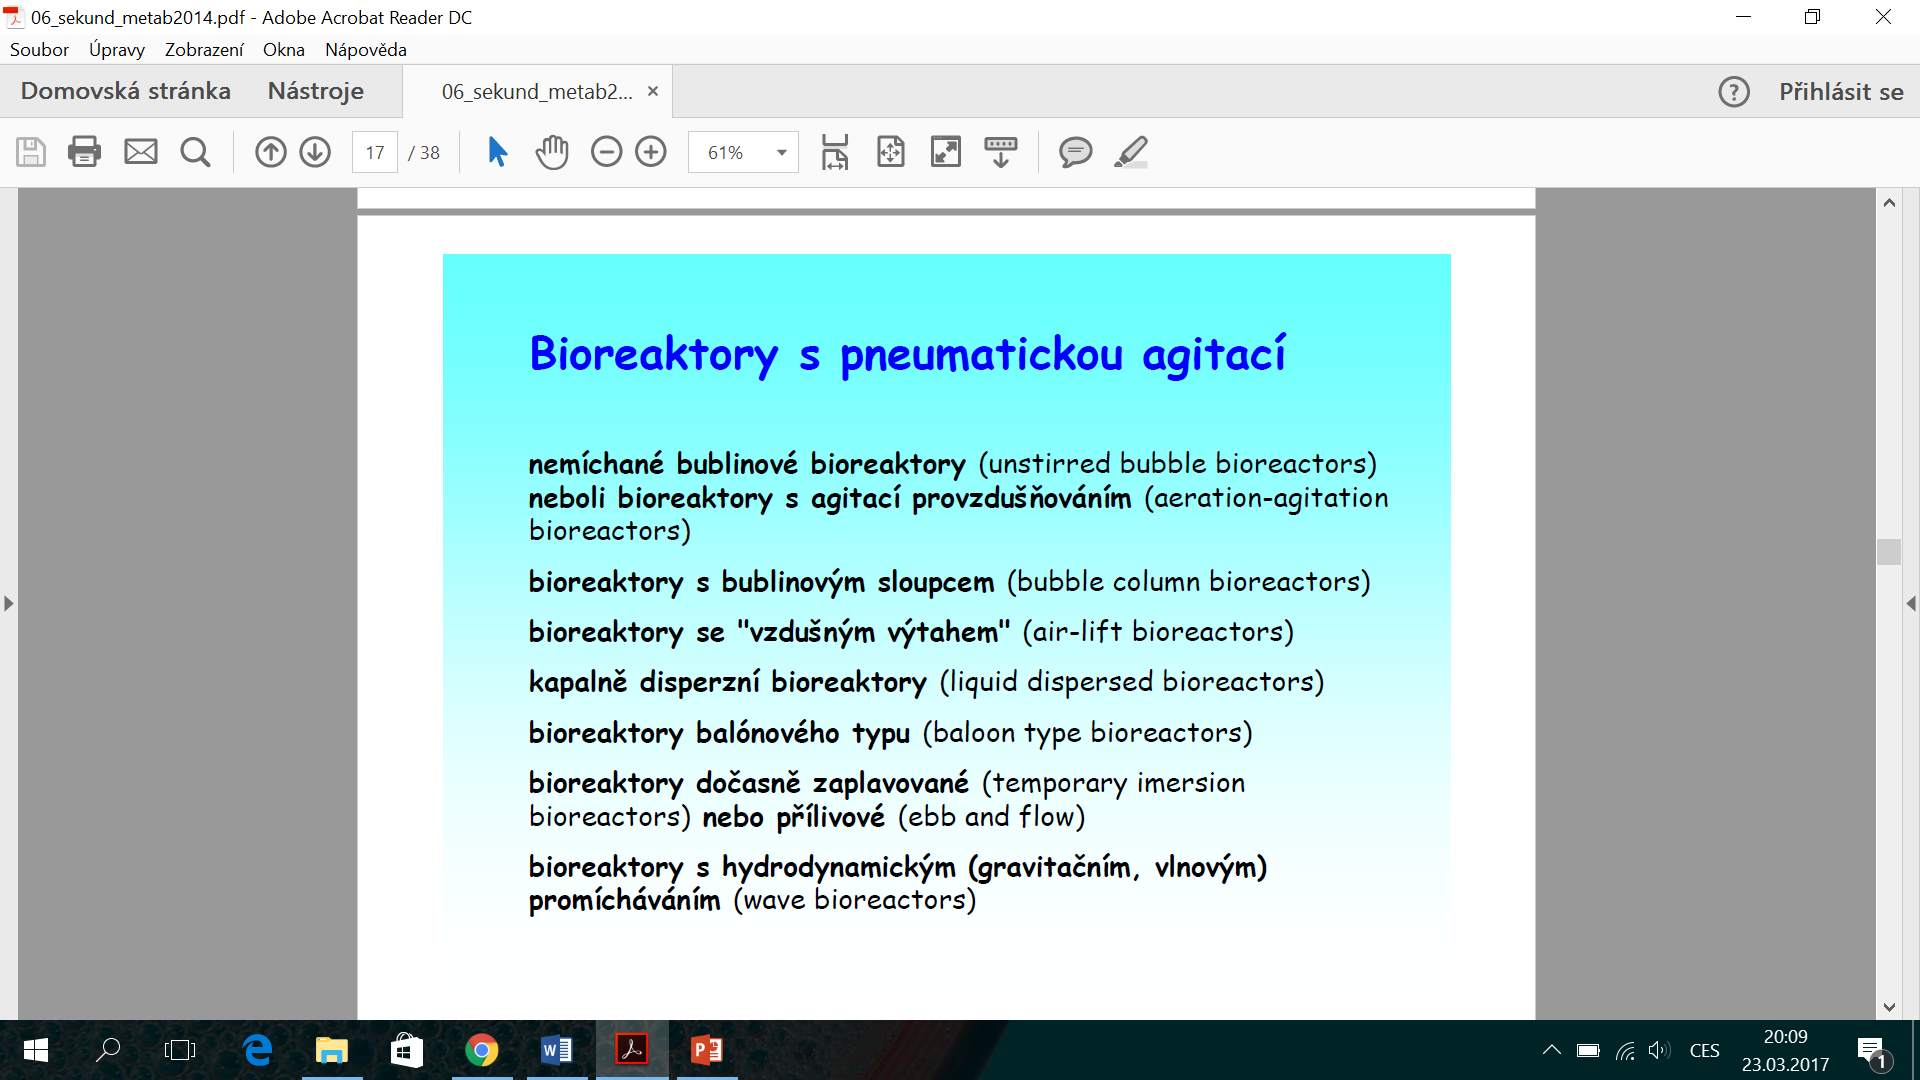 06_sekund_metab2014.pdf - Adobe Acrobat Reader DC
Soubor Úpravy Zobrazení Okna Nápověda
Domovská stránka Nástroje 06_sekund_metab2... × ? Přihlásit se
17 / 38 61%
Bioreaktory s pneumatickou agitací
nemíchané bublinové bioreaktory (unstirred bubble bioreactors)
neboli bioreaktory s agitací provzdušňováním (aeration-agitation
bioreactors)
bioreaktory s bublinovým sloupcem (bubble column bioreactors)
bioreaktory se "vzdušným výtahem" (air-lift bioreactors)
kapalně disperzní bioreaktory (liquid dispersed bioreactors)
bioreaktory balónového typu (baloon type bioreactors)
bioreaktory dočasně zaplavované (temporary imersion
bioreactors) nebo přílivové (ebb and flow)
bioreaktory s hydrodynamickým (gravitačním, vlnovým)
promícháváním (wave bioreactors)
CES
20:09
23.03.2017
1